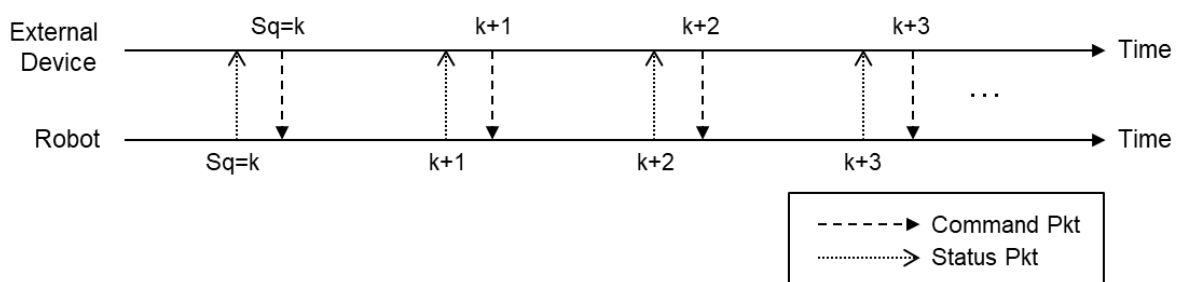 Sq=k k+1 k+2 k+3
External
Device
Time
...
Robot
Time
Sq=k k+1 k+2 k+3
Command Pkt
Status Pkt